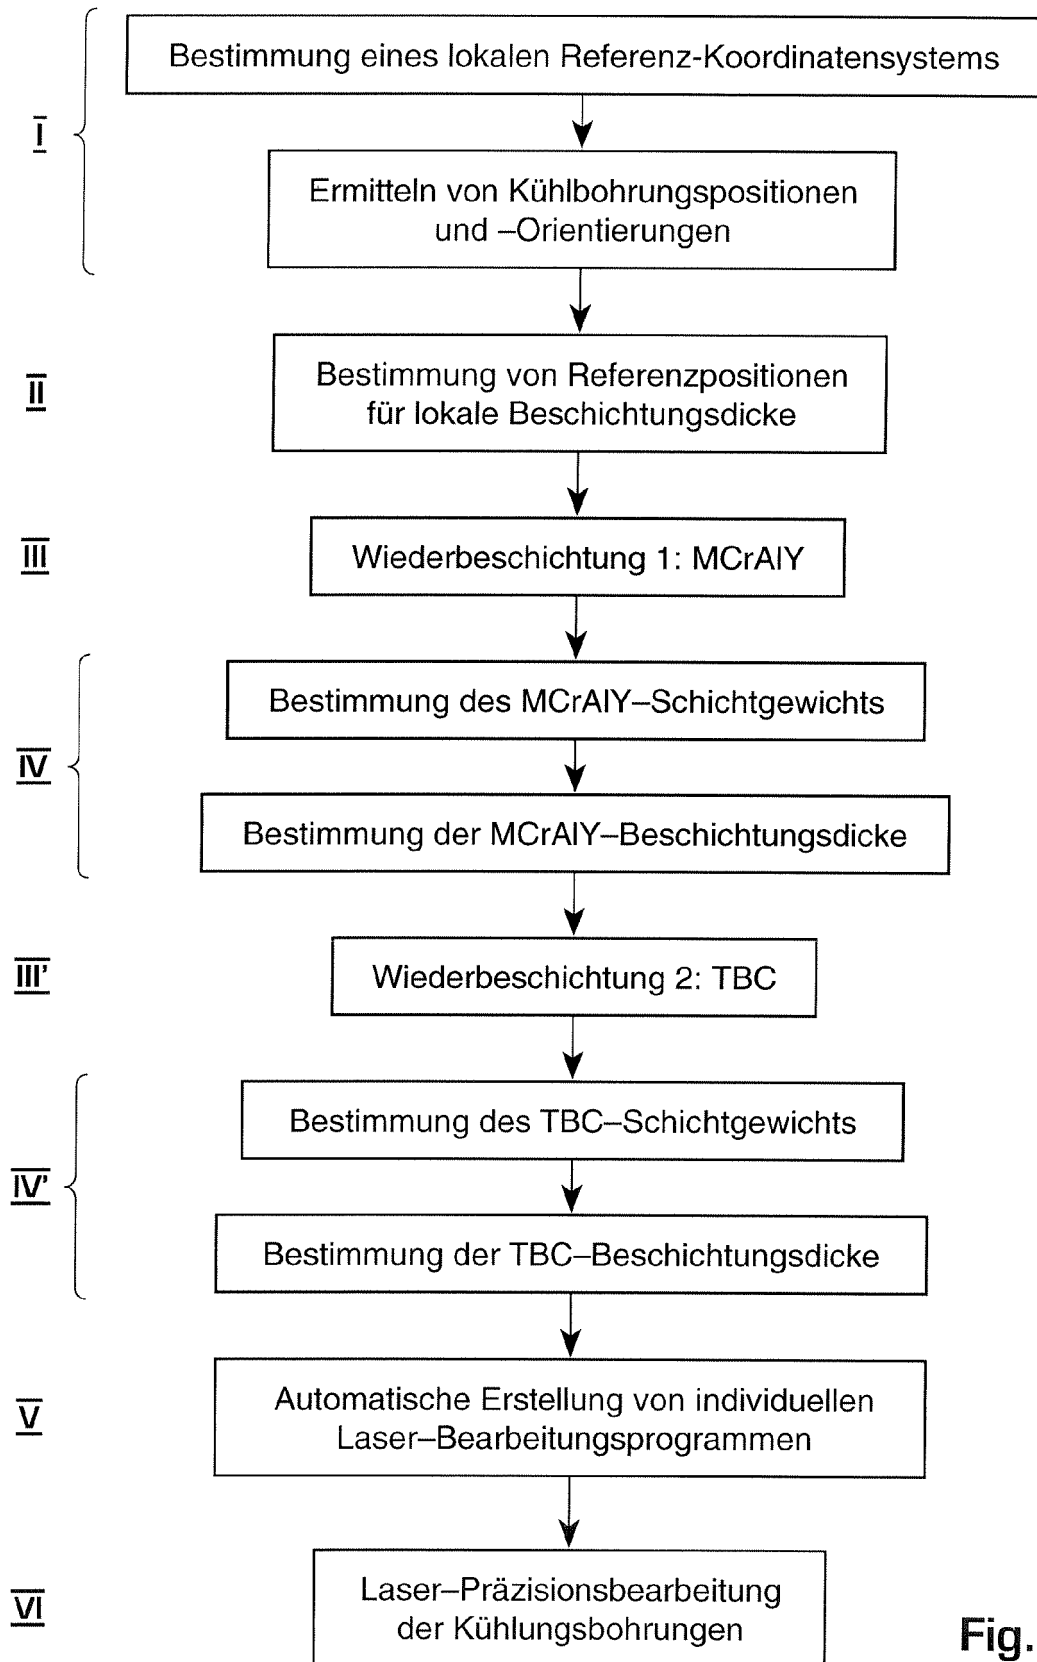 Bestimmung eines lokalen Referenz-Koordinatensystems
I
Ermitteln von Kühlbohrungspositionen
und –Orientierungen
II
Bestimmung von Referenzpositionen
für lokale Beschichtungsdicke
III
Wiederbeschichtung 1: MCrAlY
Bestimmung des MCrAlY–Schichtgewichts
IV
Bestimmung der MCrAlY–Beschichtungsdicke
III'
Wiederbeschichtung 2: TBC
Bestimmung des TBC–Schichtgewichts
IV'
Bestimmung der TBC–Beschichtungsdicke
V
Automatische Erstellung von individuellen
Laser–Bearbeitungsprogrammen
VI
Laser–Präzisionsbearbeitung
der Kühlungsbohrungen
Fig.